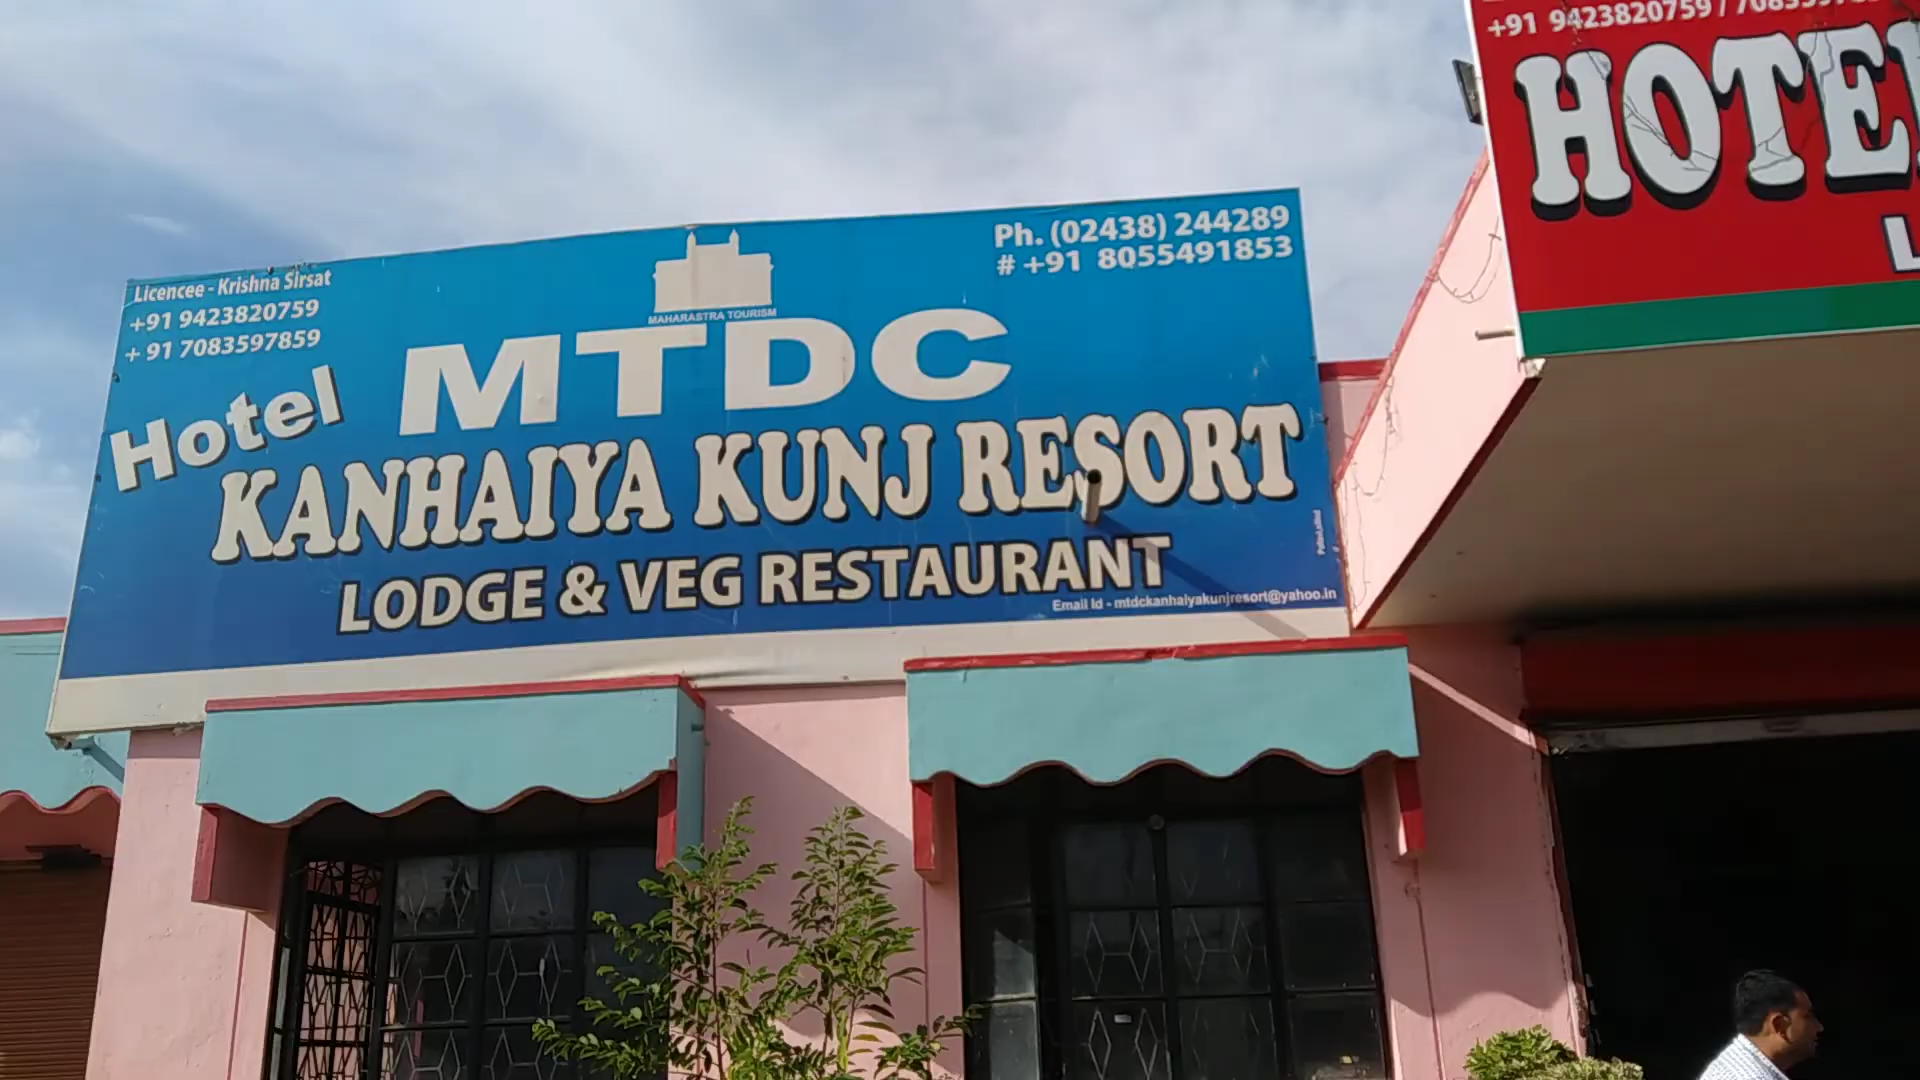 Licencee - Krishna Sirsat
+91 9423820759
+ 91 7083597859
Ph. (02438) 244289
# +91 8055491853
MAHARASTRA TOURISM
Hotel MTDC
KANHAIYA KUNJ RESORT
LODGE & VEG RESTAURANT
Email Id - mtdckanhaiyakunjresort@yahoo.in
+91 9423820759 /
HOTE
L